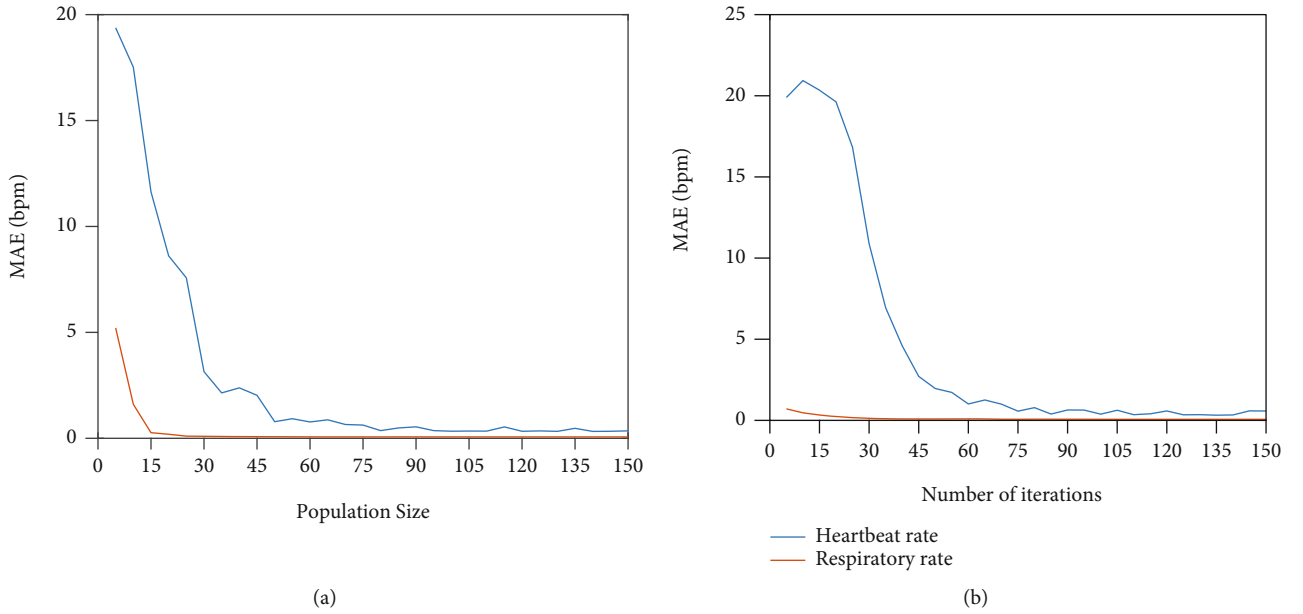 20
15
10
5
0
MAE (bpm)
0 15 30 45 60 75 90 105 120 135 150
Population Size
(a)
25
20
15
10
5
0
MAE (bpm)
0 15 30 45 60 75 90 105 120 135 150
Number of iterations
Heartbeat rate
Respiratory rate
(b)